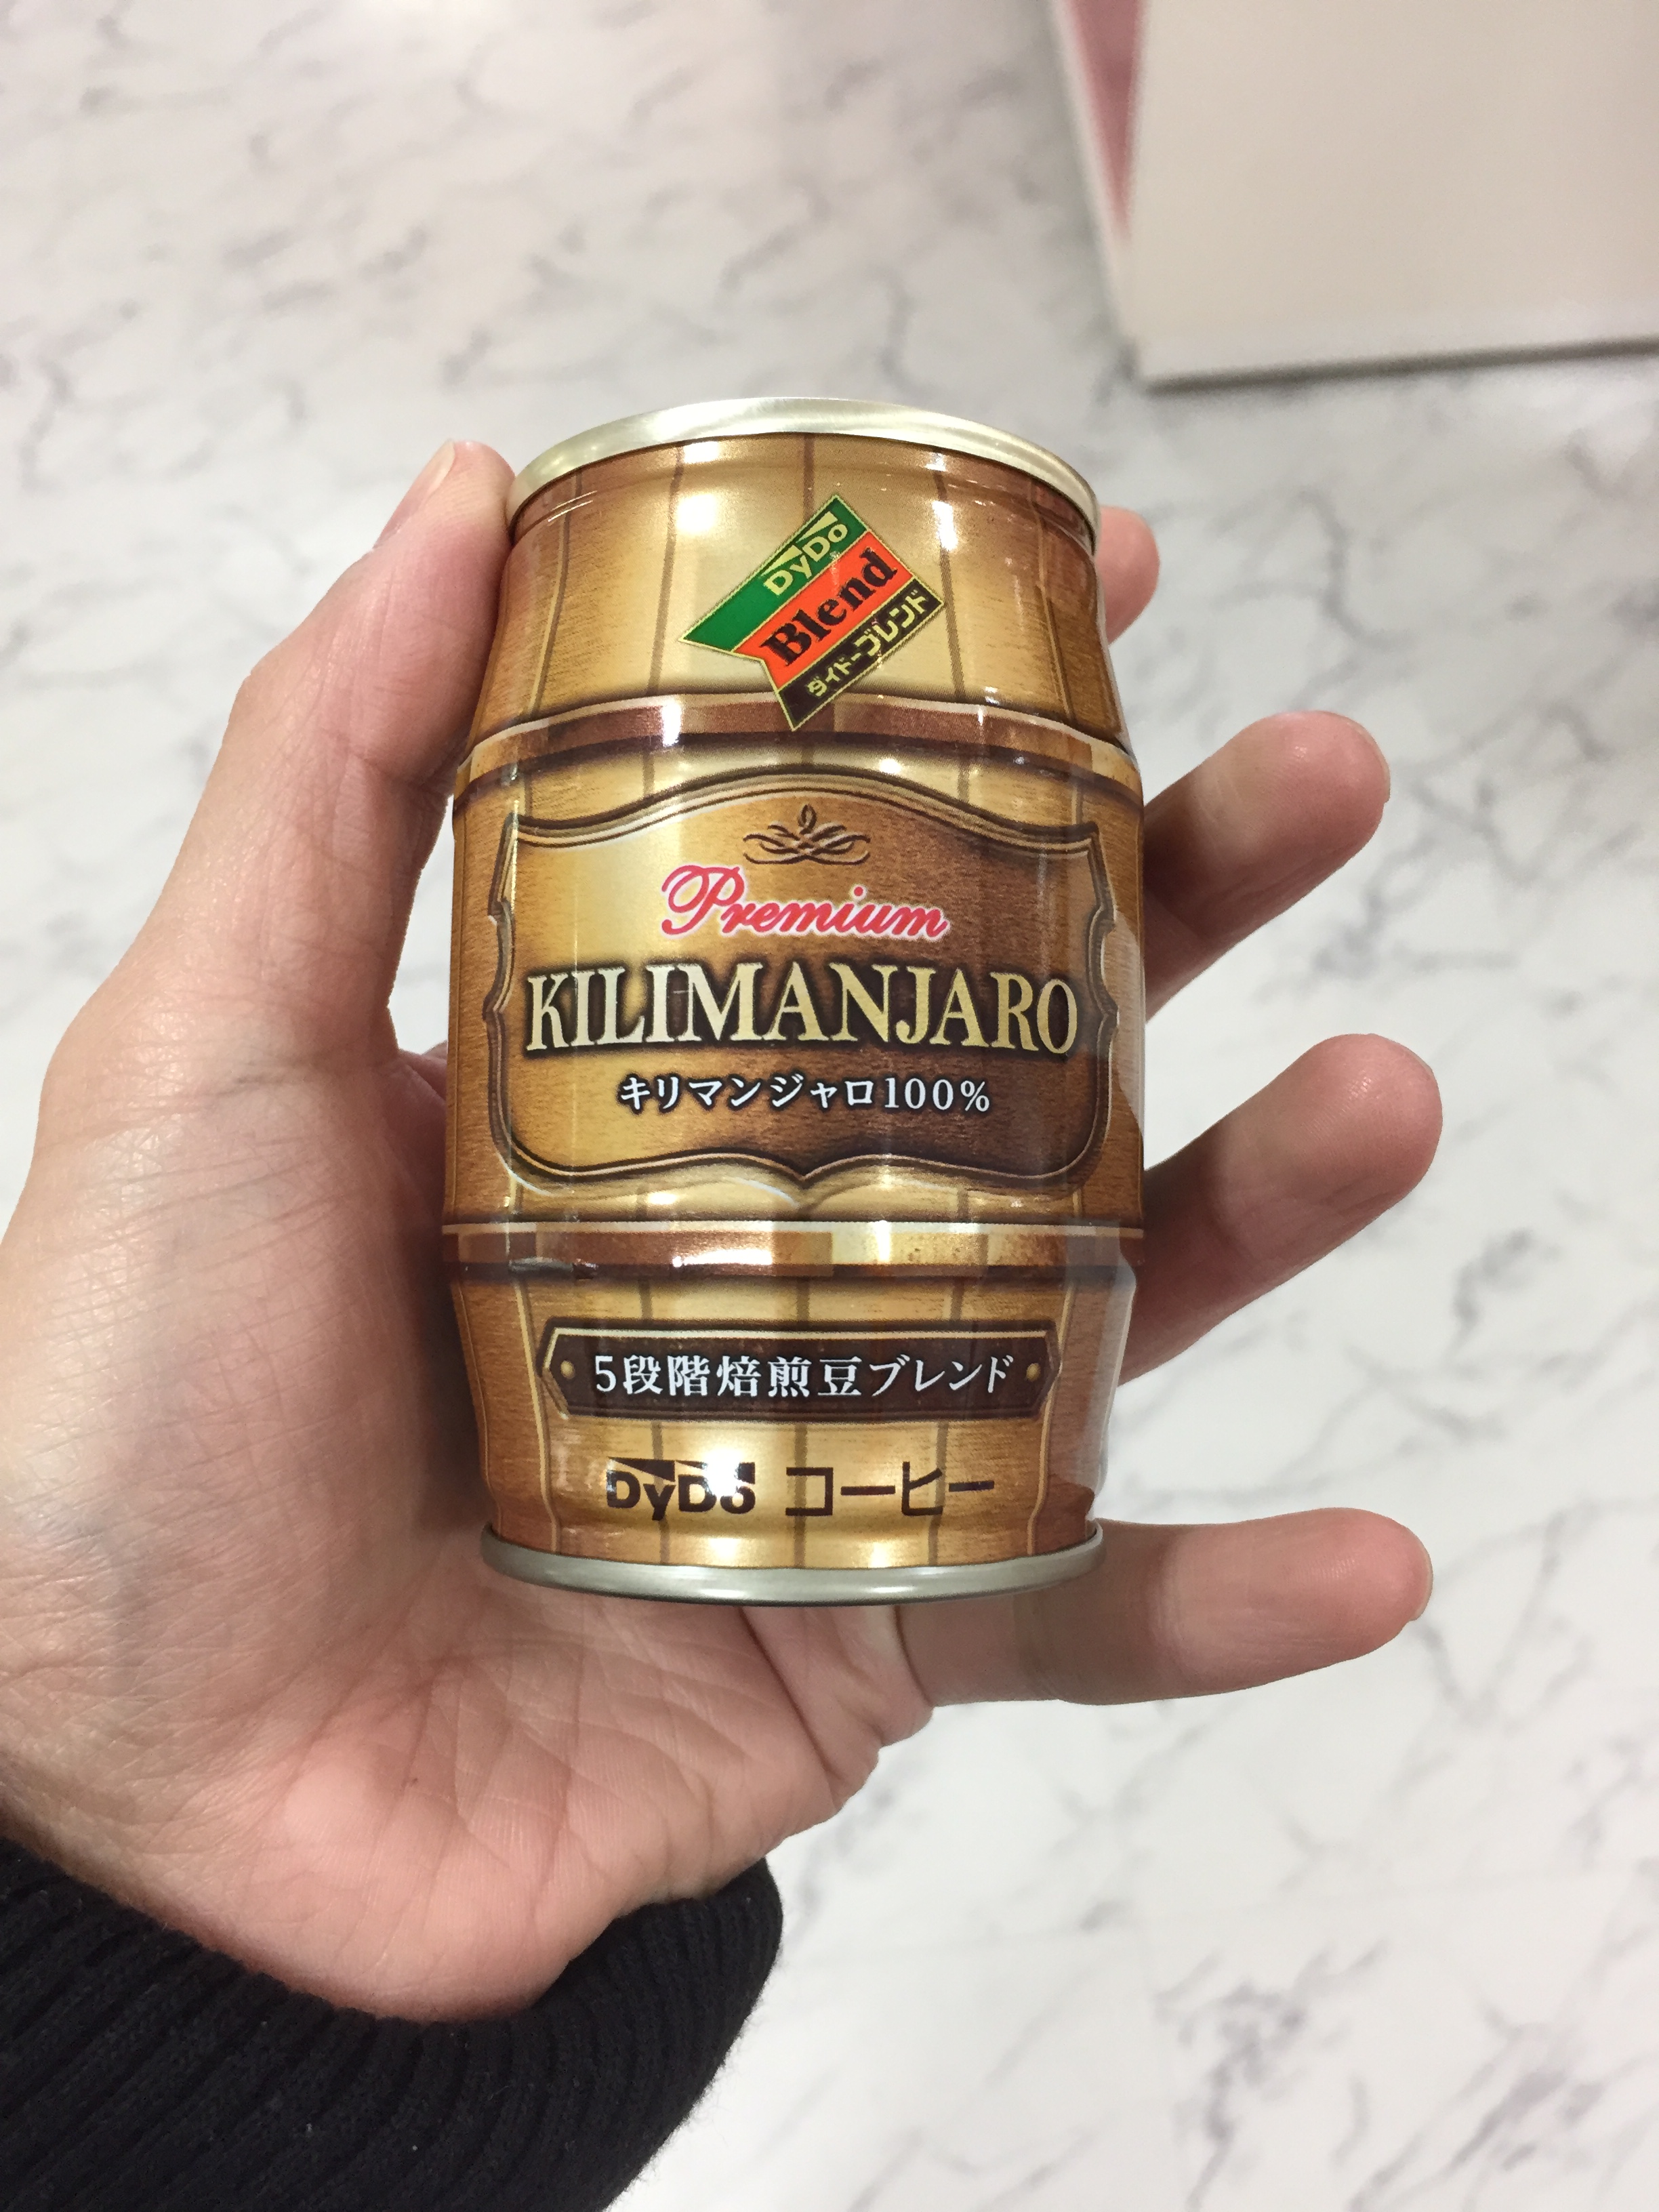 DyDo
Blend
ダイドーブレンド
Premium
KILIMANJARO
キリマンジャロ100%
5段階焙煎豆ブレンド
DyDo コーヒー